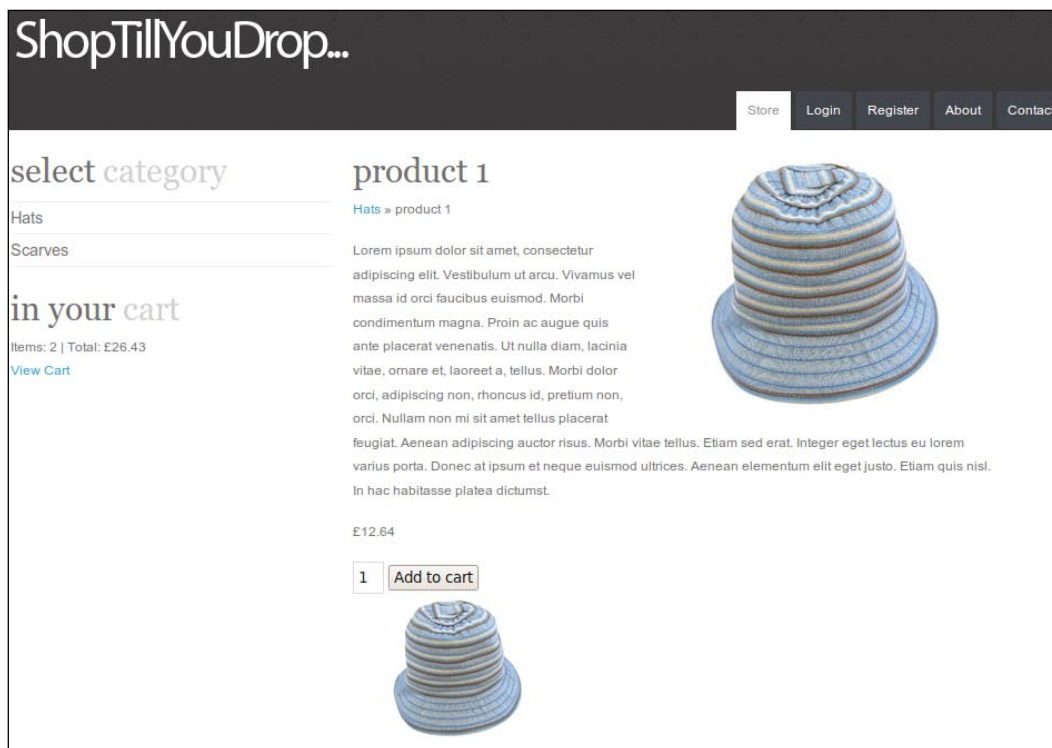 ShopTillYouDrop...
Store Login Register About Contact
select category
Hats
Scarves
in your cart
Items: 2 | Total: £26.43
View Cart
product 1
Hats » product 1
Lorem ipsum dolor sit amet, consectetur
adipiscing elit. Vestibulum ut arcu. Vivamus vel
massa id orci faucibus euismod. Morbi
condimentum magna. Proin ac augue quis
ante placerat venenatis. Ut nulla diam, lacinia
vitae, ornare et, laoreet a, tellus. Morbi dolor
orci, adipiscing non, rhoncus id, pretium non,
orci. Nullam non mi sit amet tellus placerat
feugiat. Aenean adipiscing auctor risus. Morbi vitae tellus. Etiam sed erat. Integer eget lectus eu lorem
varius porta. Donec at ipsum et neque euismod ultrices. Aenean elementum elit eget justo. Etiam quis nisl.
In hac habitasse platea dictumst.
£12.64
1 Add to cart